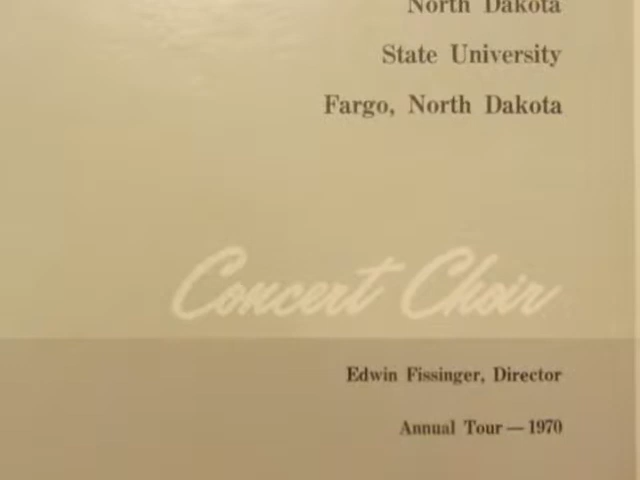 North Dakota
State University
Fargo, North Dakota
Concert Choir
Edwin Fissinger, Director
Annual Tour — 1970